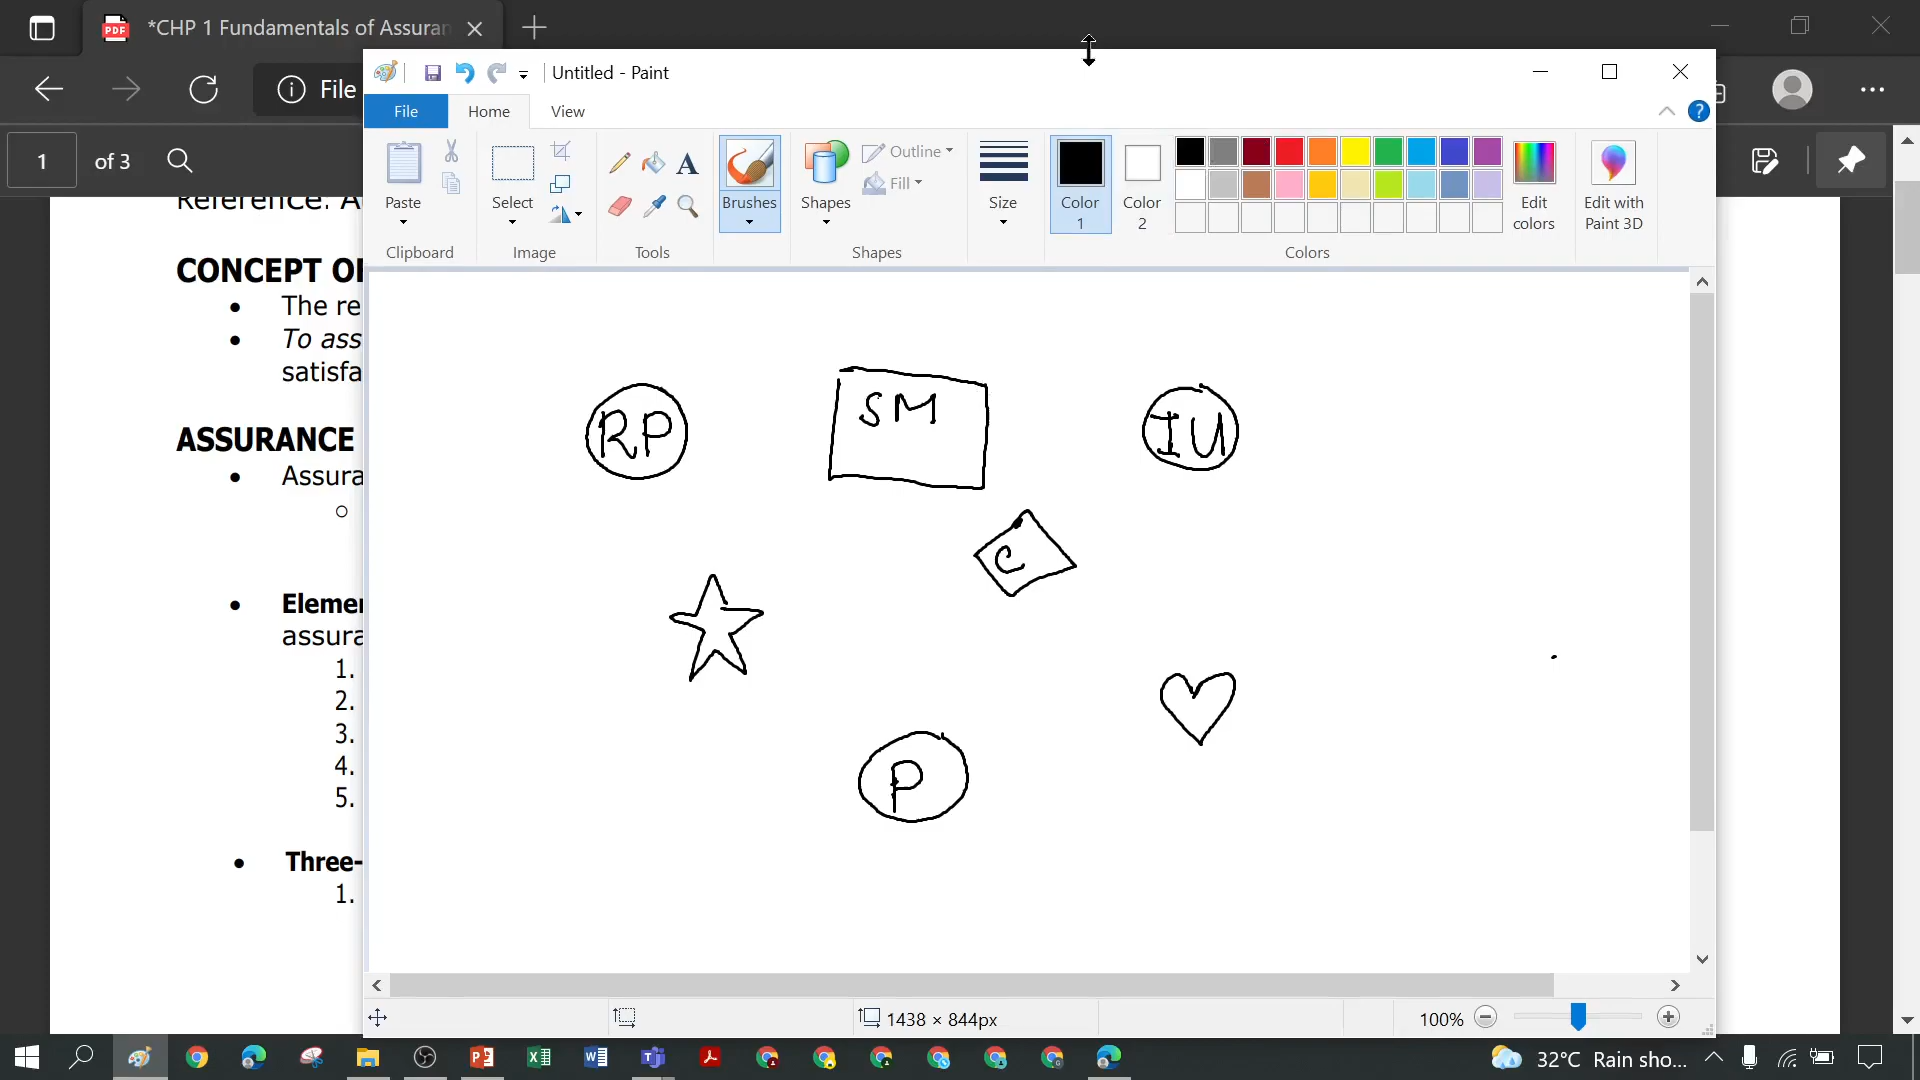 *CHP 1 Fundamentals of Assuran
File
1 of 3
Untitled - Paint
File Home View
Paste
Select
Brushes
Shapes
Outline
Fill
Size
Color 1
Color 2
Edit colors
Edit with Paint 3D
Clipboard Image Tools Shapes Colors
Reference: A
CONCEPT OF
The re
To ass
satisfa
ASSURANCE
Assura
Elemen
assura
1.
2.
3.
4.
5.
Three-
1.
RP
SM
IU
C
P
1438 × 844px
100%
32°C Rain sho...